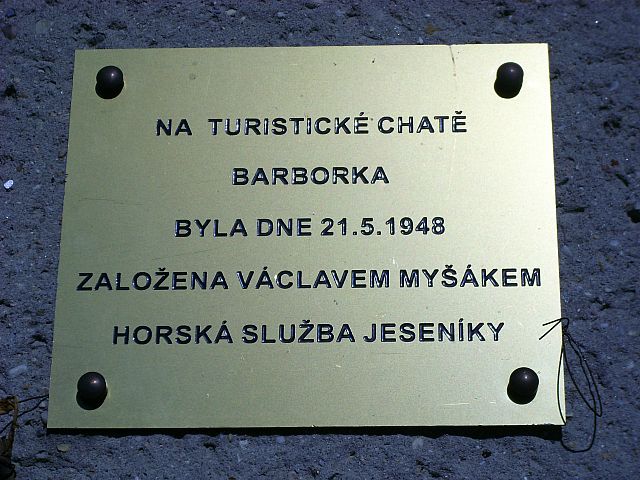 NA TURISTICKÉ CHATĚ
BARBORKA
BYLA DNE 21.5.1948
ZALOŽENA VÁCLAVEM MYŠÁKEM
HORSKÁ SLUŽBA JESENÍKY